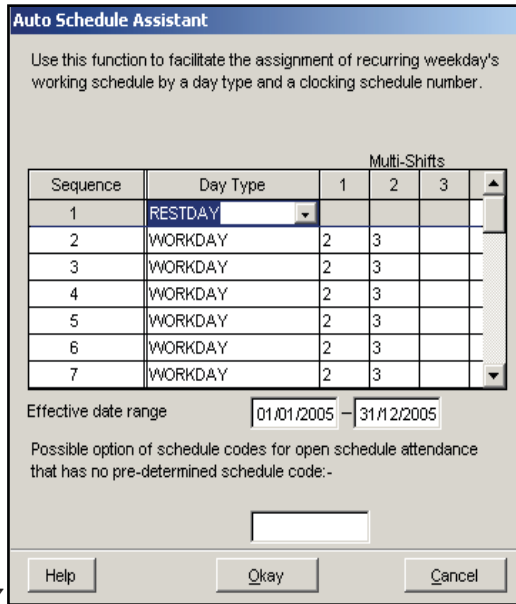 Auto Schedule Assistant
Use this function to facilitate the assignment of recurring weekday's
working schedule by a day type and a clocking schedule number.
Multi-Shifts
Sequence Day Type 1 2 3
1 RESTDAY
2 WORKDAY 2 3
3 WORKDAY 2 3
4 WORKDAY 2 3
5 WORKDAY 2 3
6 WORKDAY 2 3
7 WORKDAY 2 3
Effective date range 01/01/2005 – 31/12/2005
Possible option of schedule codes for open schedule attendance
that has no pre-determined schedule code:-
Help Okay Cancel